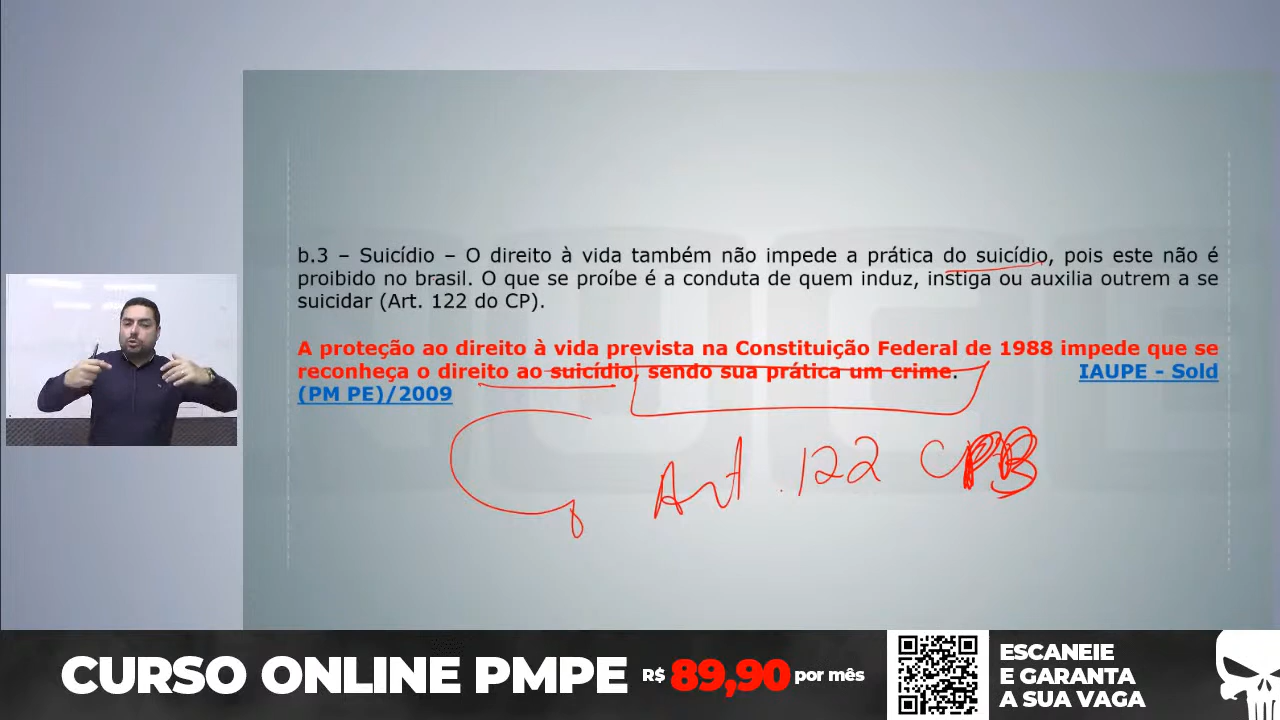 b.3 – Suicídio – O direito à vida também não impede a prática do suicídio, pois este não é
proibido no brasil. O que se proíbe é a conduta de quem induz, instiga ou auxilia outrem a se
suicidar (Art. 122 do CP).
A proteção ao direito à vida prevista na Constituição Federal de 1988 impede que se
reconheça o direito ao suicídio, sendo sua prática um crime. IAUPE - Sold
(PM PE)/2009
Art. 122 CPB
CURSO ONLINE PMPE R$ 89,90 por mês
ESCANEIE
E GARANTA
A SUA VAGA